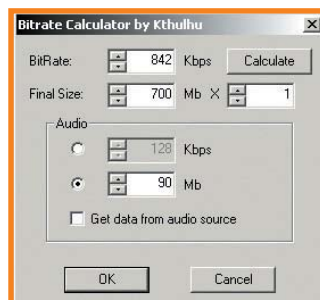 Bitrate Calculator by Kthulhu
BitRate: 842 Kbps Calculate
Final Size: 700 Mb X 1
Audio
128 Kbps
90 Mb
Get data from audio source
OK Cancel